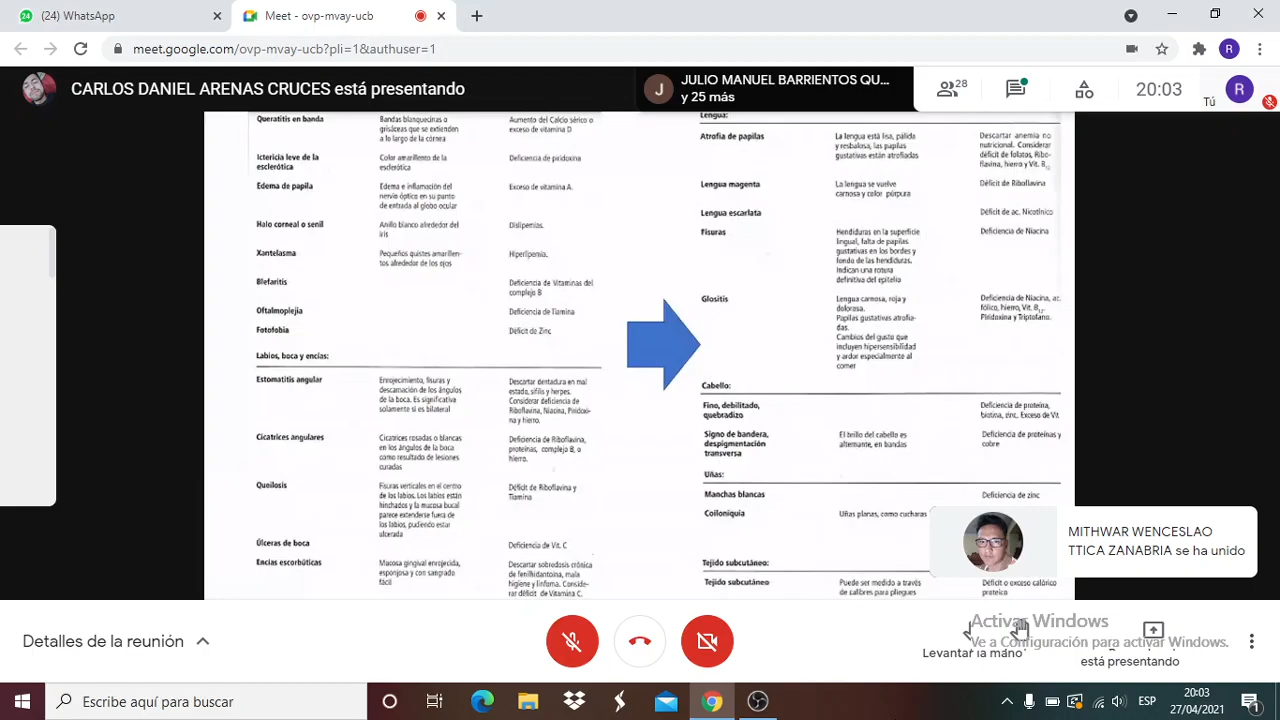 (24) WhatsApp
Meet - ovp-mvay-ucb
meet.google.com/ovp-mvay-ucb?pli=1&authuser=1
R
CARLOS DANIEL ARENAS CRUCES está presentando
J
JULIO MANUEL BARRIENTOS QU...
y 25 más
28
20:03
Tú
R
Queratitis en banda
Bandas blanquecinas o
grisáceas que se extienden
a lo largo de la córnea
Aumento del Calcio sérico o
exceso de vitamina D
Ictericia leve de la
esclerótica
Color amarillento de la
esclerótica
Deficiencia de piridoxina
Edema de papila
Edema e inflamación del
nervio óptico en su punto
de entrada al globo ocular
Exceso de vitamina A.
Halo corneal o senil
Anillo blanco alrededor del
iris
Dislipemias.
Xantelasma
Pequeños quistes amarillen-
tos alrededor de los ojos
Hiperlipemia.
Blefaritis
Deficiencia de Vitaminas del
complejo B
Oftalmoplejía
Deficiencia de Tiamina
Fotofobia
Déficit de Zinc
Labios, boca y encías:
Estomatitis angular
Enrojecimiento, fisuras y
descamación de los ángulos
de la boca. Es significativa
solamente si es bilateral
Descartar dentadura en mal
estado, sífilis y herpes.
Considerar deficiencia de
Riboflavina, Niacina, Piridoxi-
na y hierro.
Cicatrices angulares
Cicatrices rosadas o blancas
en los ángulos de la boca
como resultado de lesiones
curadas
Deficiencia de Riboflavina,
proteínas, complejo B, o
hierro.
Queilosis
Fisuras verticales en el centro
de los labios. Los labios están
hinchados y la mucosa bucal
parece extenderse fuera de
los labios, pudiendo estar
ulcerada
Déficit de Riboflavina y
Tiamina
Úlceras de boca
Deficiencia de Vit. C
Encías escorbúticas
Mucosa gingival enrojecida,
esponjosa y con sangrado
fácil
Descartar sobredosis crónica
de fenilhidantoína, mala
higiene y linfoma. Conside-
rar déficit de Vitamina C.
Lengua:
Atrofia de papilas
La lengua está lisa, pálida
y resbalosa, las papilas
gustativas están atrofiadas
Descartar anemia no
nutricional. Considerar
déficit de folatos, Ribo-
flavina, hierro y Vit. B12
Lengua magenta
La lengua se vuelve
carnosa y color púrpura
Déficit de Riboflavina
Lengua escarlata
Déficit de ac. Nicotínico
Fisuras
Hendiduras en la superficie
lingual, falta de papilas
gustativas en los bordes y
fondo de las hendiduras.
Indican una rotura
definitiva del epitelio
Deficiencia de Niacina
Glositis
Lengua carnosa, roja y
dolorosa.
Papilas gustativas atrofia-
das.
Cambios del gusto que
incluyen hipersensibilidad
y ardor especialmente al
comer
Deficiencia de Niacina, ac.
fólico, hierro, Vit. B12,
Piridoxina y Triptofano.
Cabello:
Fino, debilitado,
quebradizo
Deficiencia de proteína,
biotina, zinc. Exceso de Vit
Signo de bandera,
despigmentación
transversa
El brillo del cabello es
alternante, en bandas
Deficiencia de proteínas y
cobre
Uñas:
Manchas blancas
Deficiencia de zinc
Coiloniquia
Uñas planas, como cucharas
Tejido subcutáneo:
Tejido subcutáneo
Puede ser medido a través
de calibres para pliegues
Déficit o exceso calórico
proteico
MITHWAR WENCESLAO
TTICA ZANABRIA se ha unido
Detalles de la reunión
Levantar la mano
está presentando
Activar Windows
Ve a Configuración para activar Windows.
Escribe aquí para buscar
ESP
20:03
27/04/2021
1